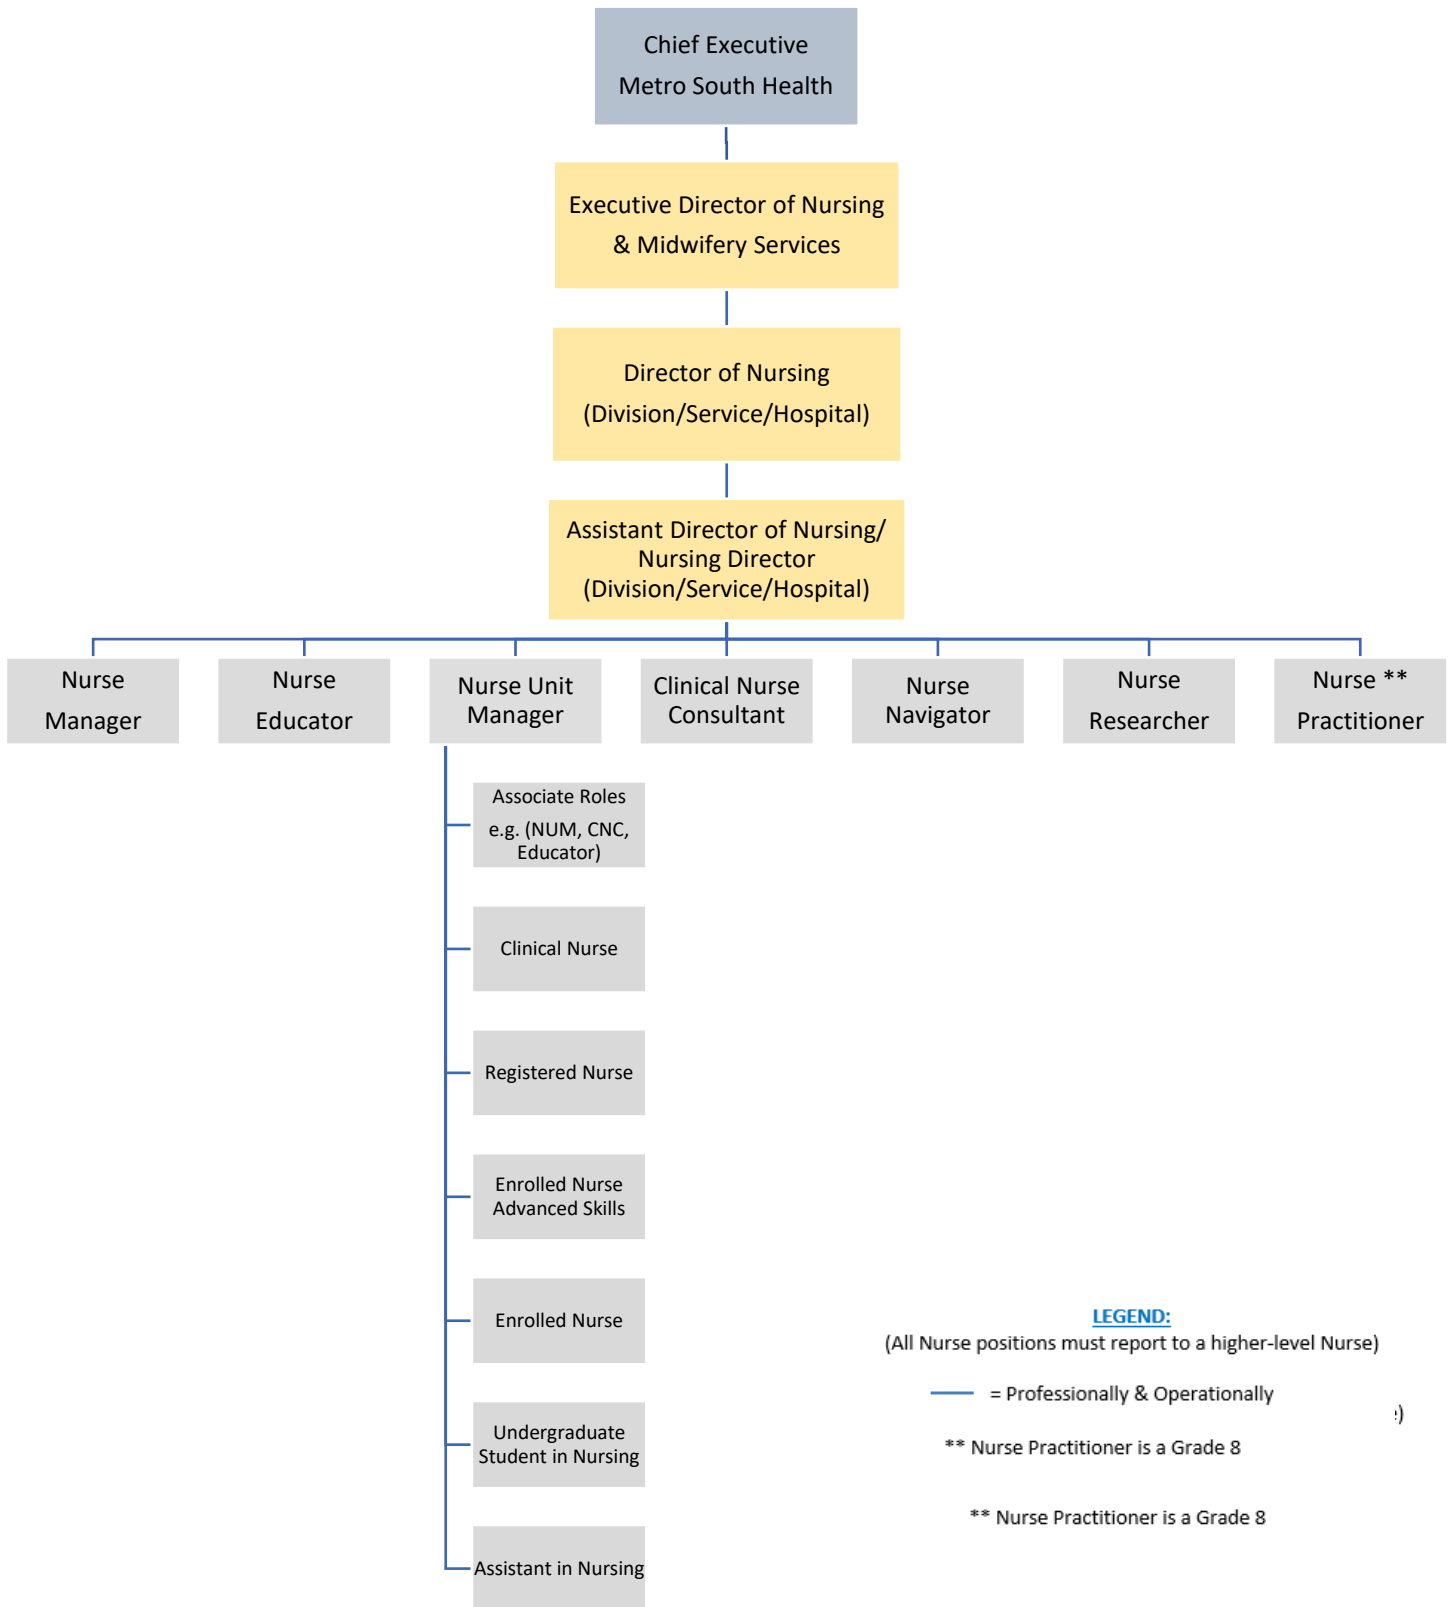 Chief Executive
Metro South Health
Executive Director of Nursing
& Midwifery Services
Director of Nursing
(Division/Service/Hospital)
Assistant Director of Nursing/
Nursing Director
(Division/Service/Hospital)
Nurse
Manager
Nurse
Educator
Nurse Unit
Manager
Clinical Nurse
Consultant
Nurse
Navigator
Nurse
Researcher
Nurse **
Practitioner
Associate Roles
e.g. (NUM, CNC,
Educator)
Clinical Nurse
Registered Nurse
Enrolled Nurse
Advanced Skills
Enrolled Nurse
Undergraduate
Student in Nursing
Assistant in Nursing
LEGEND:
(All Nurse positions must report to a higher-level Nurse)
= Professionally & Operationally
** Nurse Practitioner is a Grade 8
** Nurse Practitioner is a Grade 8